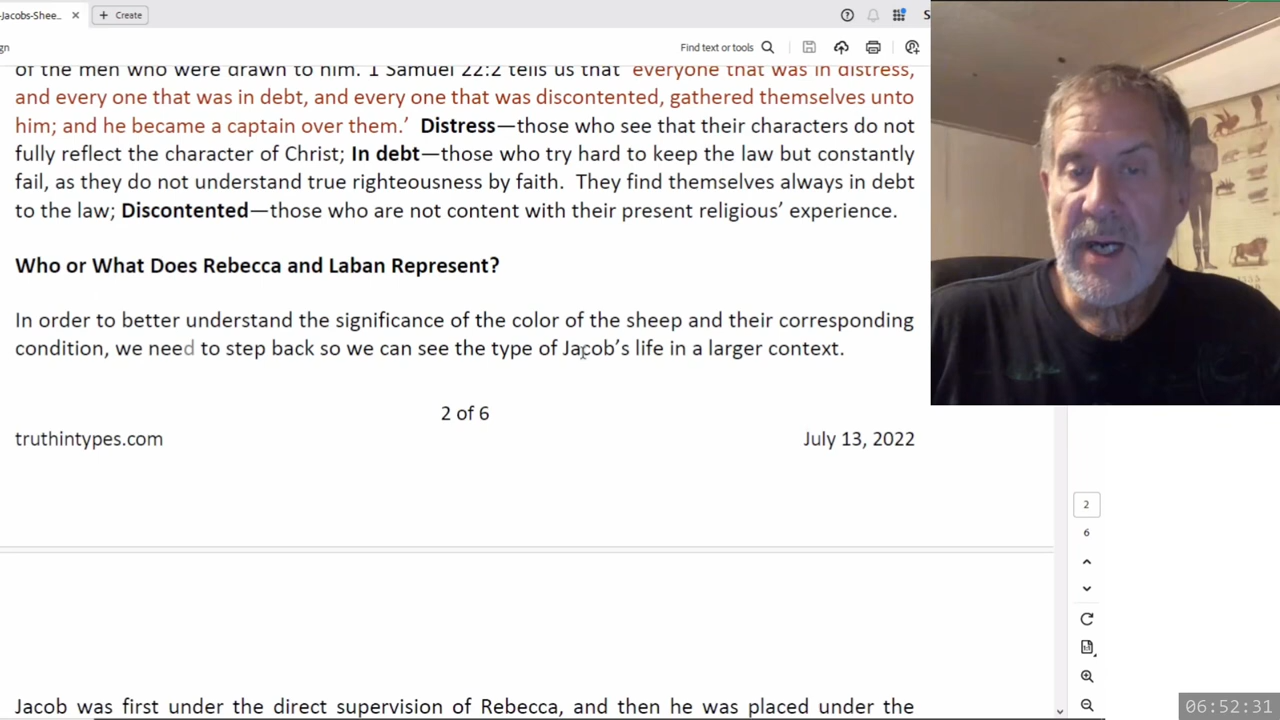 -Jacobs-Shee...
Create
S
gn
Find text or tools
of the men who were drawn to him. 1 Samuel 22:2 tells us that ‘everyone that was in distress,
and every one that was in debt, and every one that was discontented, gathered themselves unto
him; and he became a captain over them.’ Distress—those who see that their characters do not
fully reflect the character of Christ; In debt—those who try hard to keep the law but constantly
fail, as they do not understand true righteousness by faith. They find themselves always in debt
to the law; Discontented—those who are not content with their present religious’ experience.
Who or What Does Rebecca and Laban Represent?
In order to better understand the significance of the color of the sheep and their corresponding
condition, we need to step back so we can see the type of Jacob’s life in a larger context.
2 of 6
truthintypes.com
July 13, 2022
2
6
Jacob was first under the direct supervision of Rebecca, and then he was placed under the
06:52:31